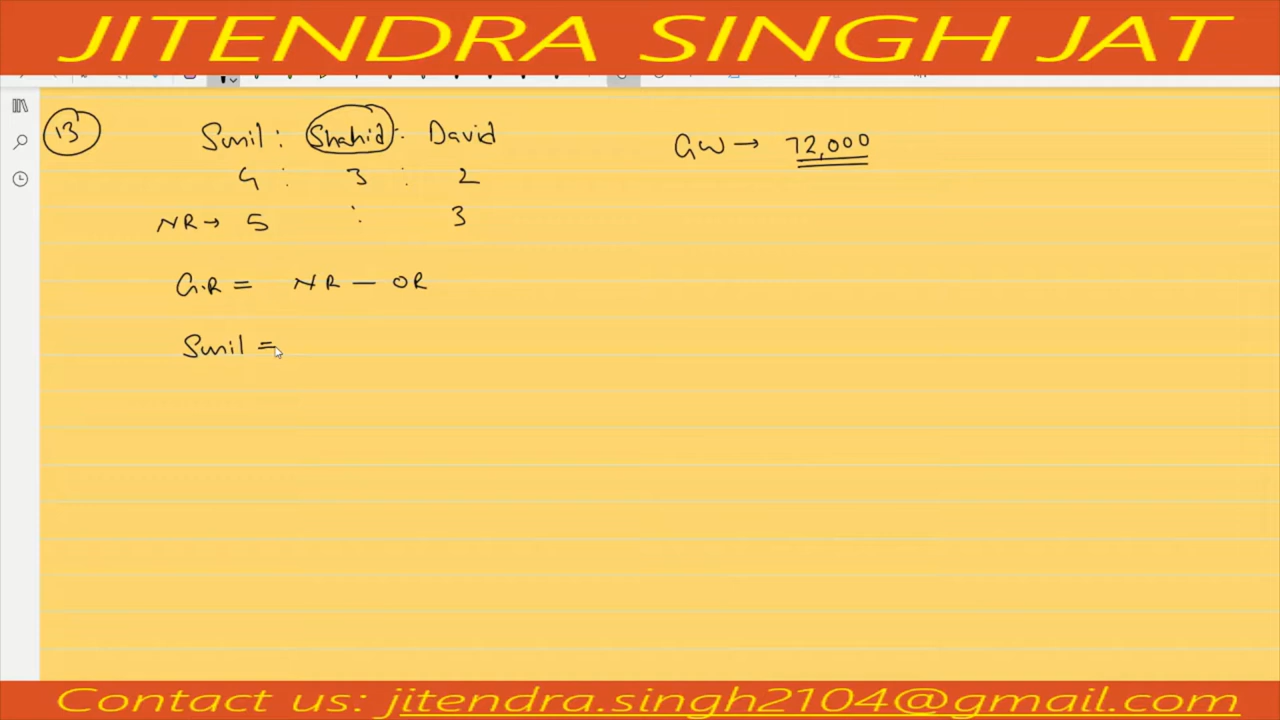 JITENDRA SINGH JAT
13 Sunil : Shahid : David GW → 72,000
4 : 3 : 2
NR → 5 : 3
G.R = NR — OR
Sunil =
Contact us: jitendra.singh2104@gmail.com